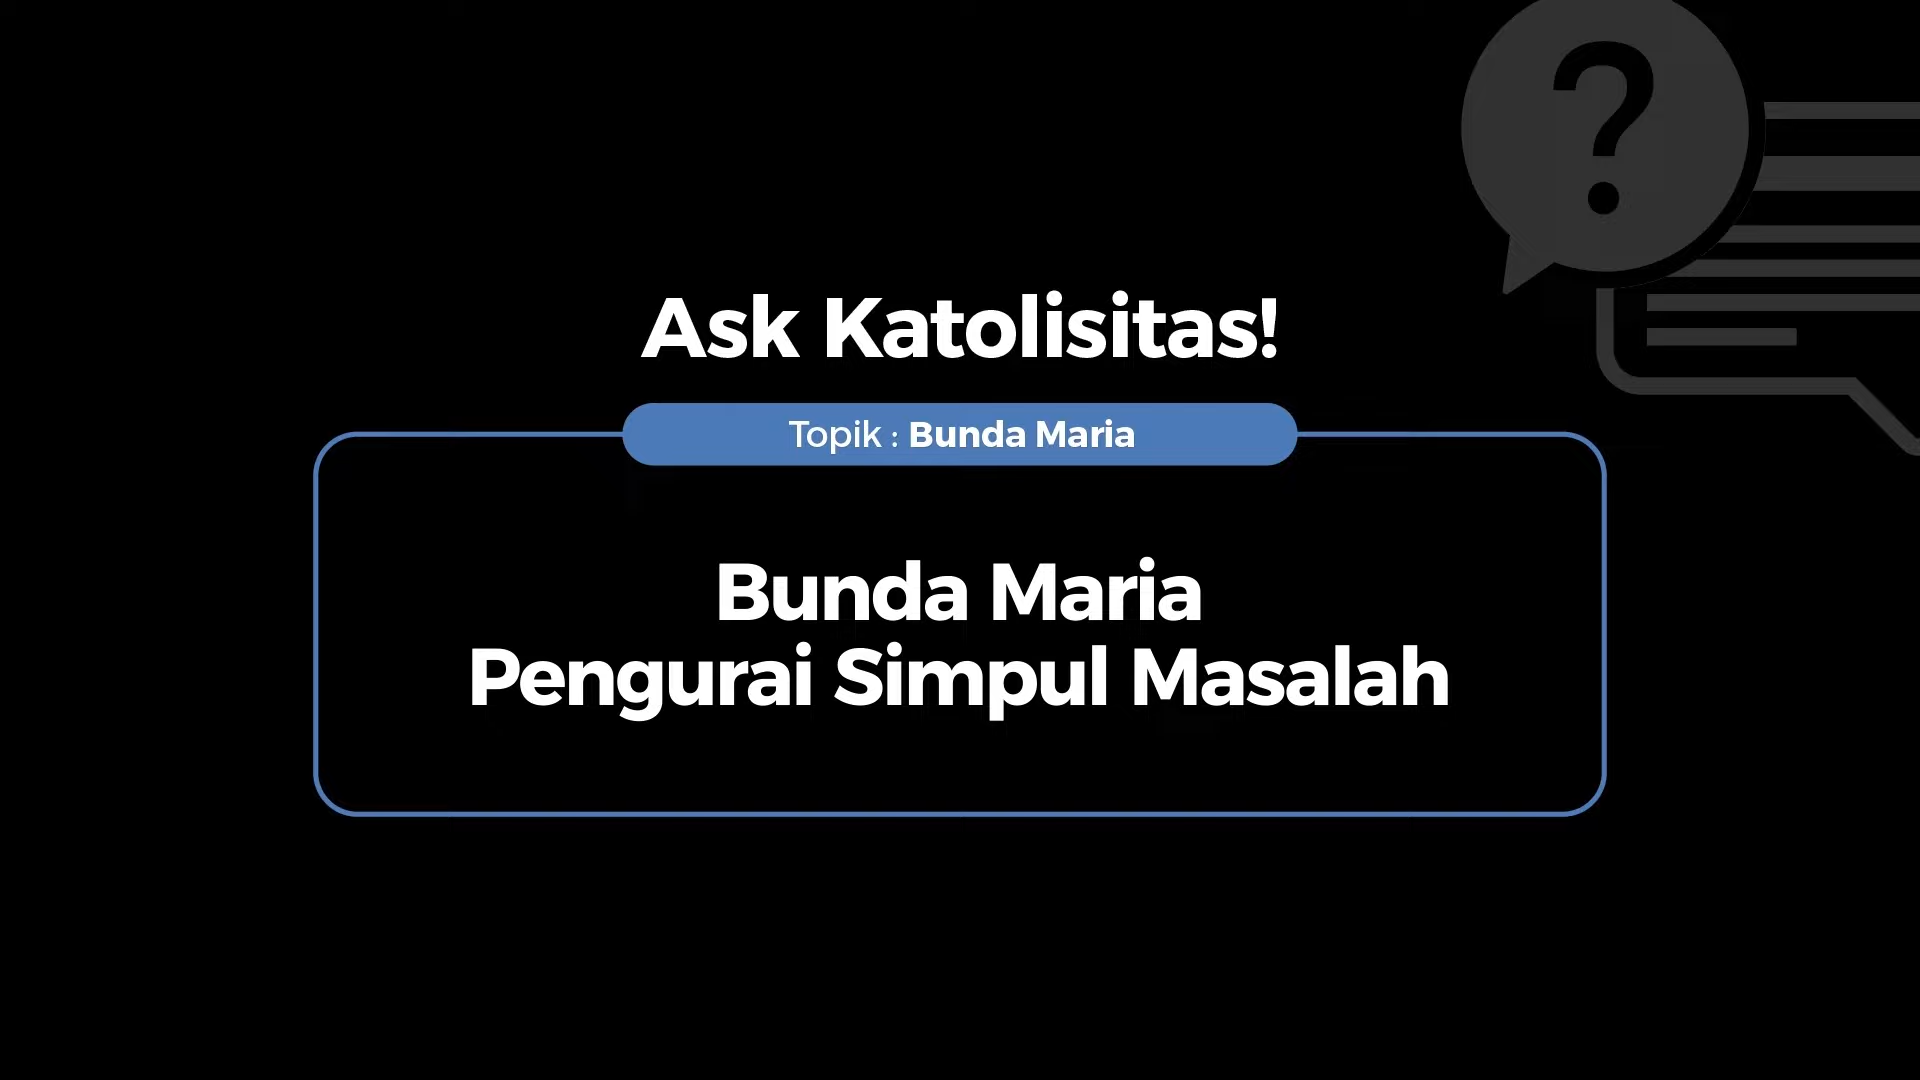 ?
Ask Katolisitas!
Topik : Bunda Maria
Bunda Maria
Pengurai Simpul Masalah